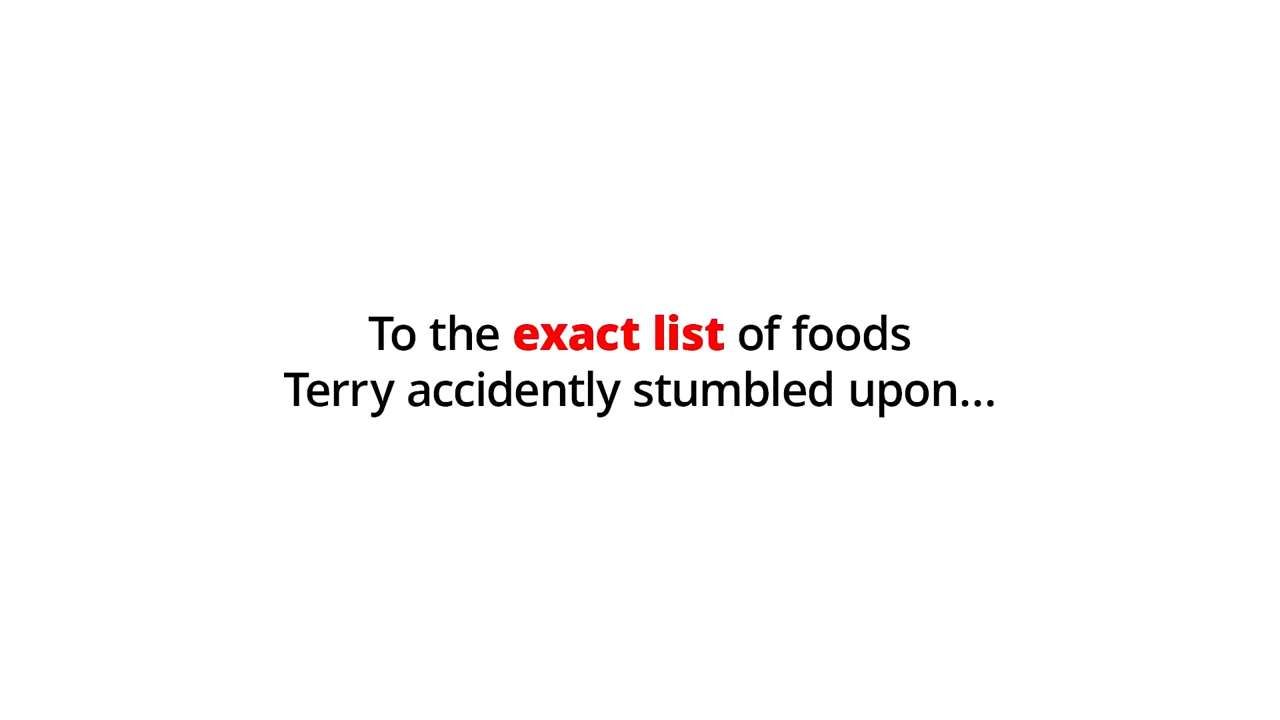 To the exact list of foods
Terry accidently stumbled upon...